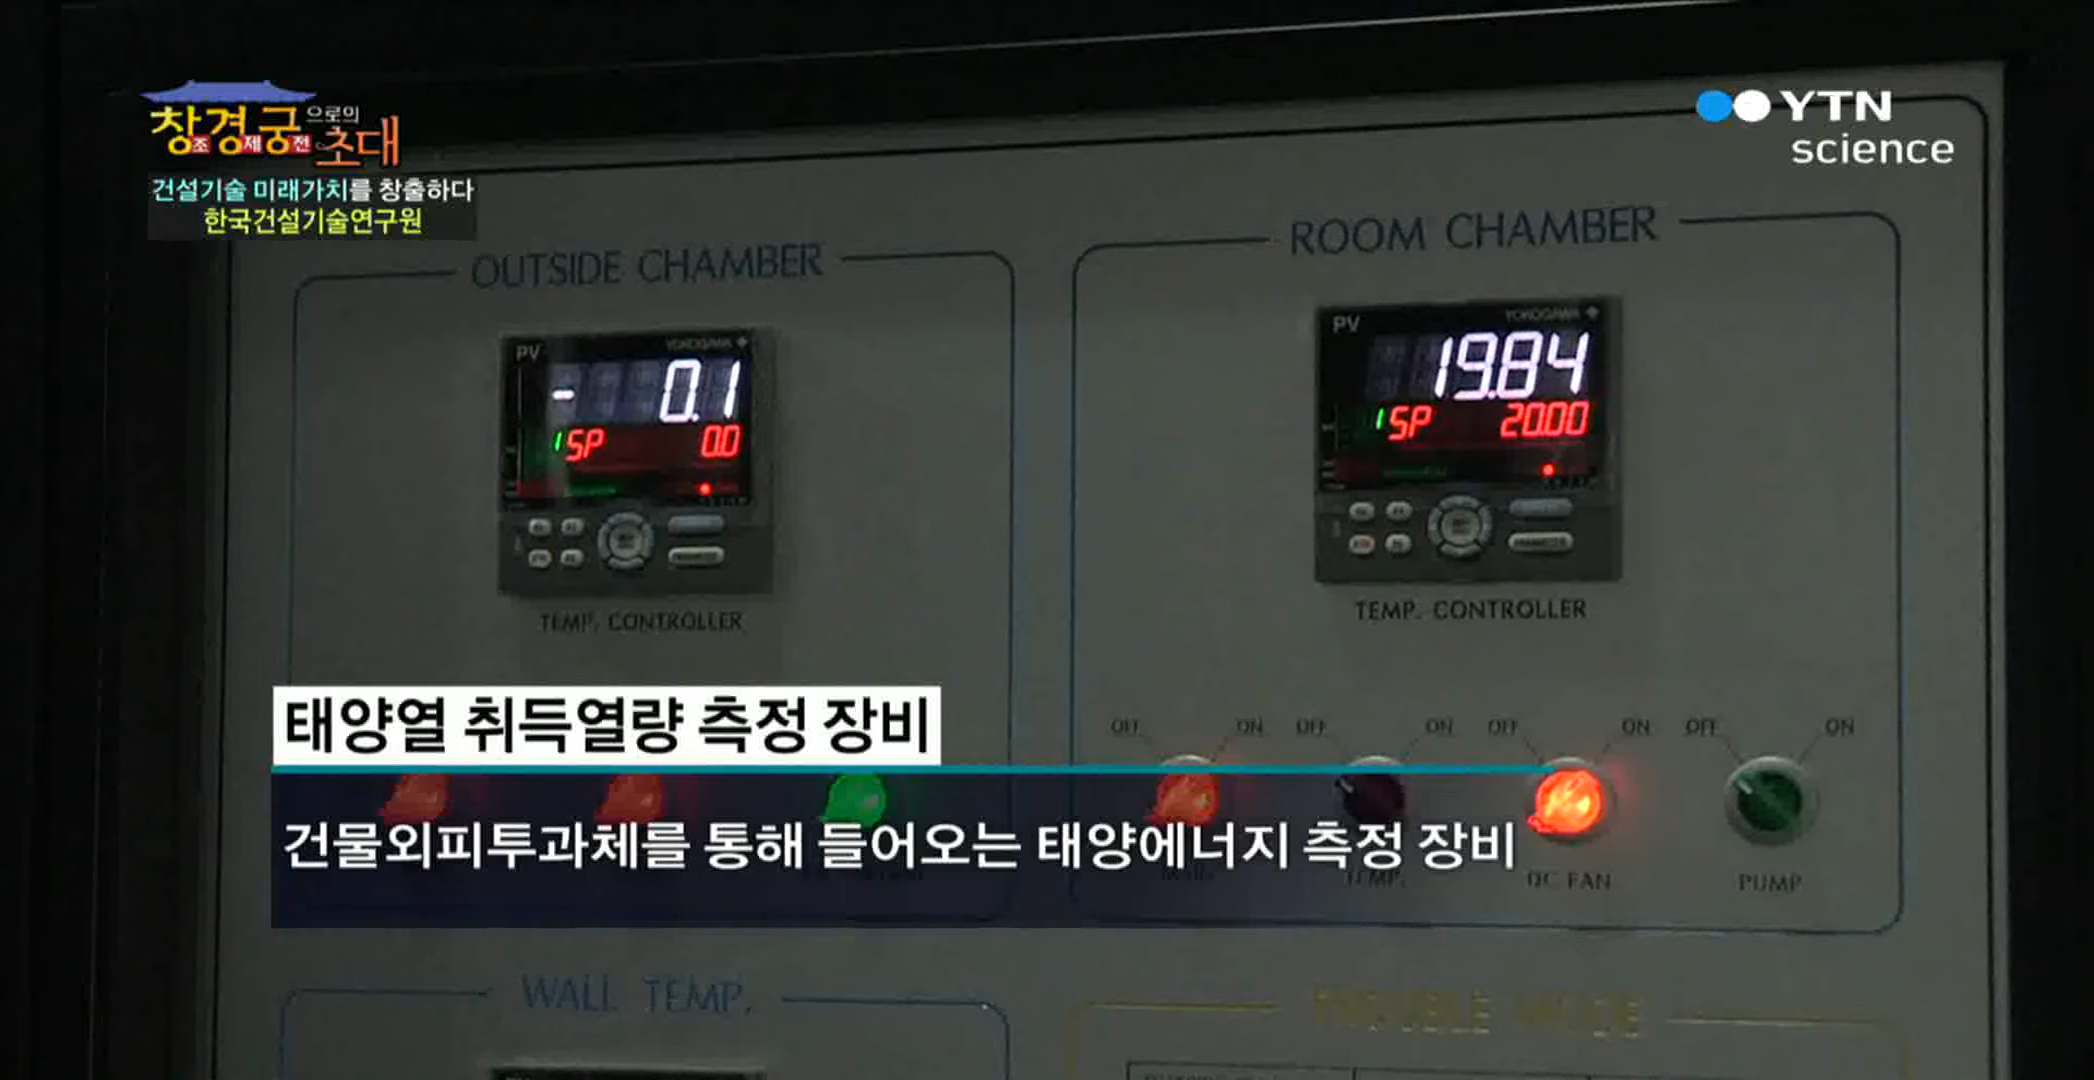 창조경제궁전으로의
초대
건설기술 미래가치를 창출하다
한국건설기술연구원
YTN
science
OUTSIDE CHAMBER
PV YOKOGAWA
- 0.1
SP 0.0
TEMP. CONTROLLER
ROOM CHAMBER
PV YOKOGAWA
19.84
SP 20.00
TEMP. CONTROLLER
OFF ON OFF ON OFF ON OFF ON
TEMP. DC FAN PUMP
태양열 취득열량 측정 장비
건물외피투과체를 통해 들어오는 태양에너지 측정 장비
WALL TEMP.